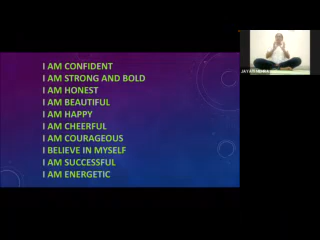 I AM CONFIDENT
I AM STRONG AND BOLD
I AM HONEST
I AM BEAUTIFUL
I AM HAPPY
I AM CHEERFUL
I AM COURAGEOUS
I BELIEVE IN MYSELF
I AM SUCCESSFUL
I AM ENERGETIC